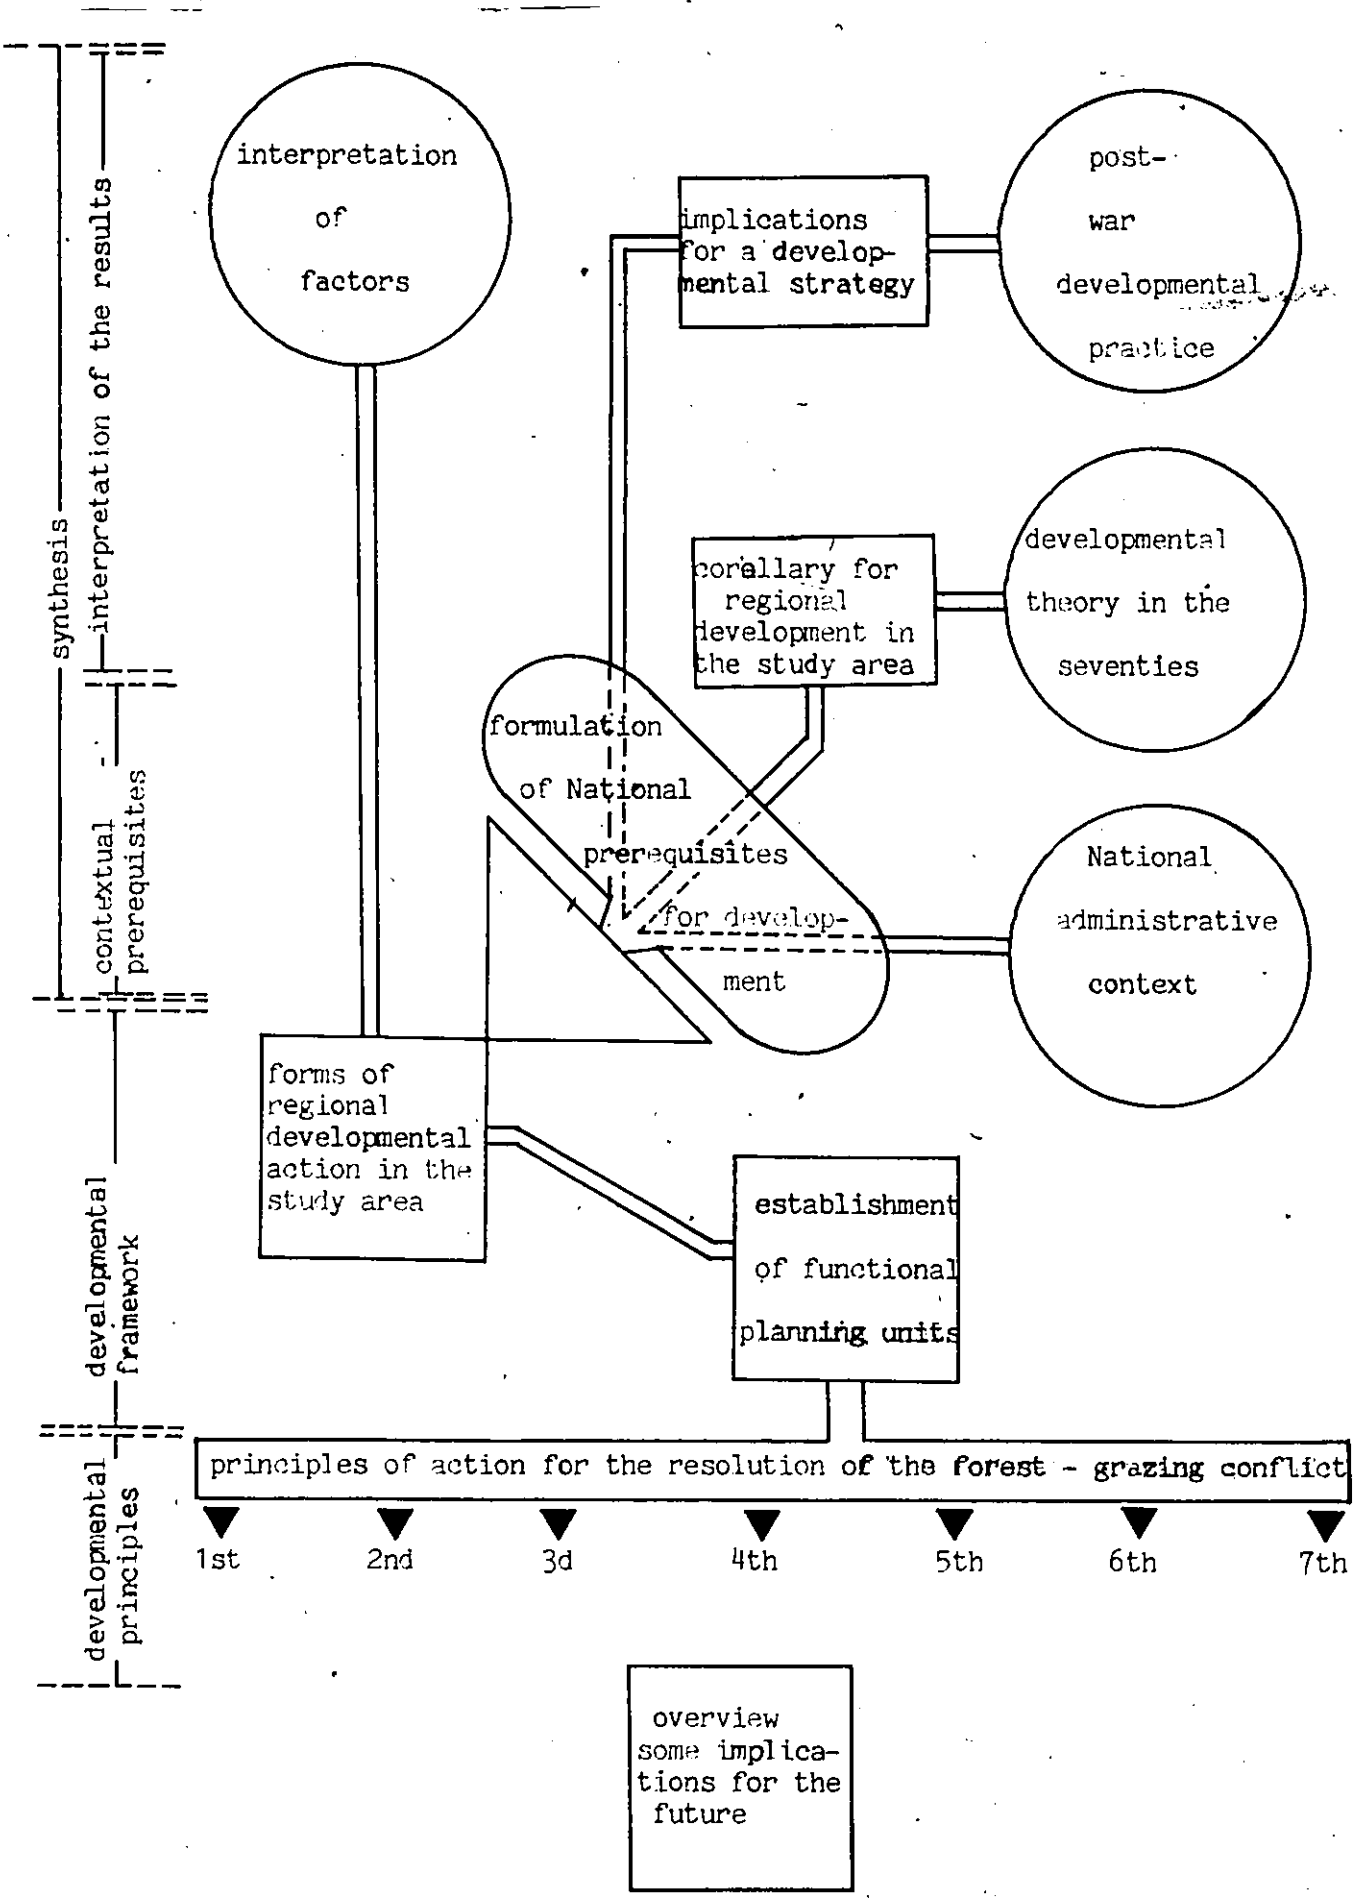 synthesis
interpretation of the results
contextual
prerequisites
developmental
framework
developmental
principles
interpretation
of
factors
implications
for a develop-
mental strategy
post-
war
developmental
practice
corollary for
regional
development in
the study area
developmental
theory in the
seventies
formulation
of National
prerequisites
for develop-
ment
National
administrative
context
forms of
regional
developmental
action in the
study area
establishment
of functional
planning units
principles of action for the resolution of the forest - grazing conflict
1st 2nd 3d 4th 5th 6th 7th
overview
some implica-
tions for the
future